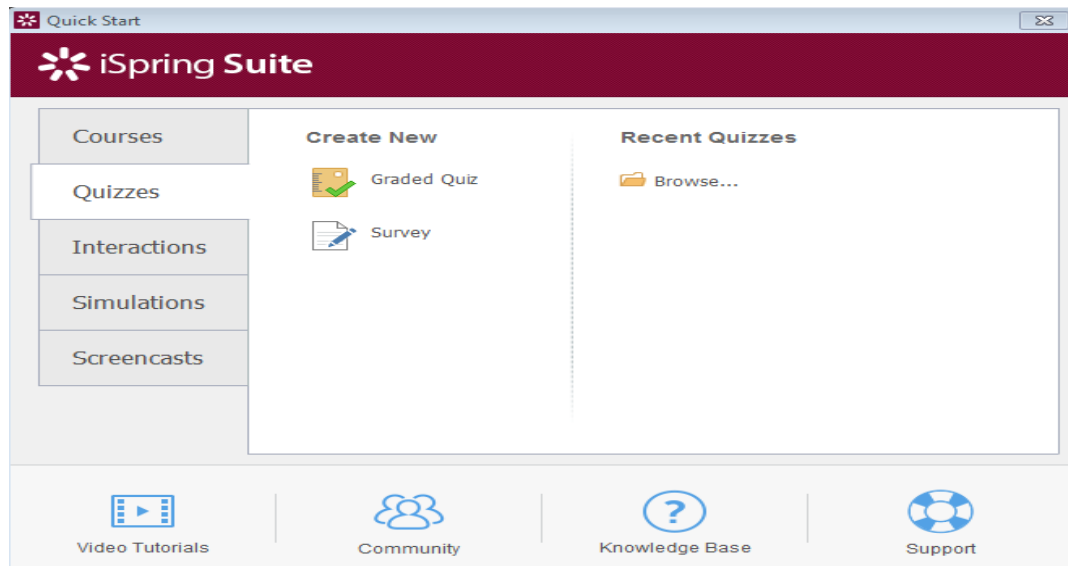 Quick Start
iSpring Suite
Courses
Quizzes
Interactions
Simulations
Screencasts
Create New
Graded Quiz
Survey
Recent Quizzes
Browse...
Video Tutorials
Community
Knowledge Base
Support